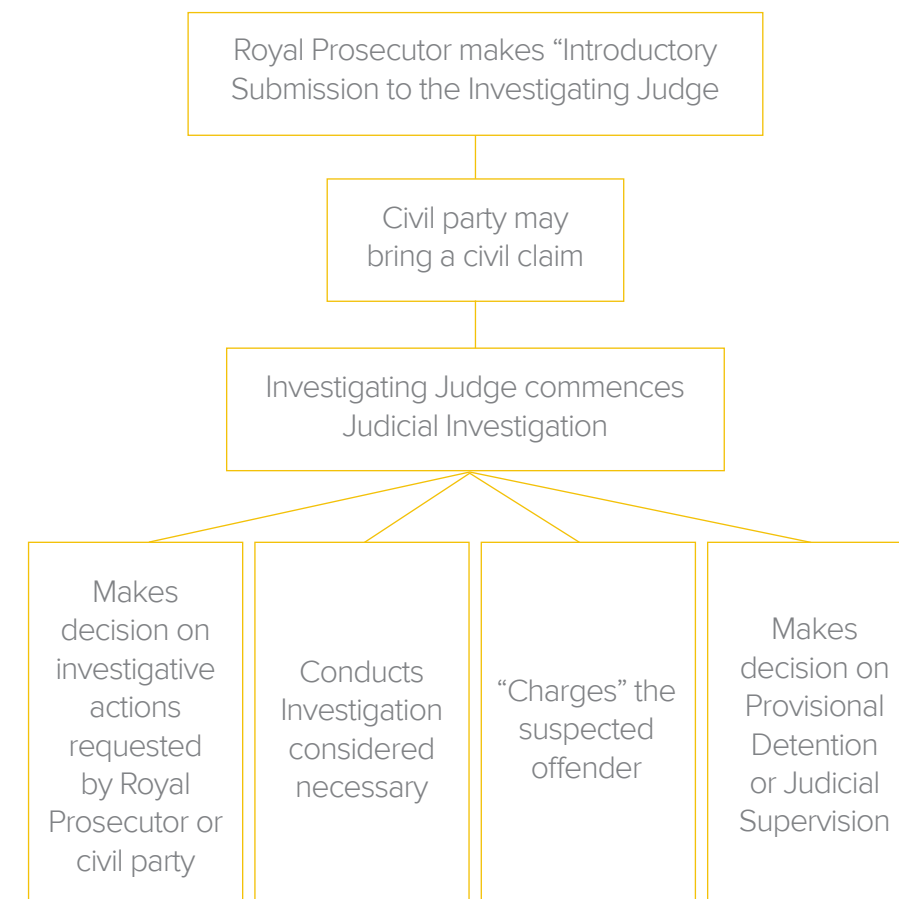 Royal Prosecutor makes “Introductory
Submission to the Investigating Judge
Civil party may
bring a civil claim
Investigating Judge commences
Judicial Investigation
Makes
decision on
investigative
actions
requested
by Royal
Prosecutor or
civil party
Conducts
Investigation
considered
necessary
“Charges” the
suspected
offender
Makes
decision on
Provisional
Detention
or Judicial
Supervision